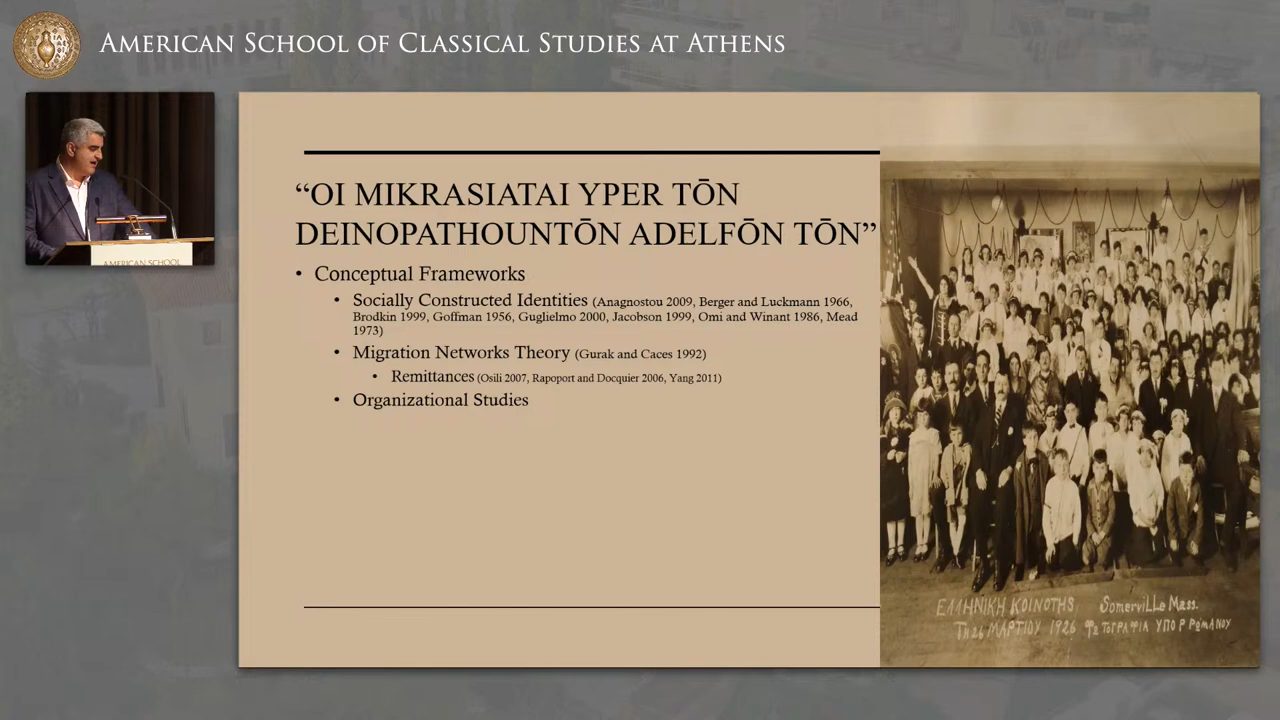 AMERICAN SCHOOL OF CLASSICAL STUDIES AT ATHENS
AMERICAN SCHOOL
“OI MIKRASIATAI YPER TŌN
DEINOPATHOUNTŌN ADELFŌN TŌN”
• Conceptual Frameworks
• Socially Constructed Identities (Anagnostou 2009, Berger and Luckmann 1966,
Brodkin 1999, Goffman 1956, Guglielmo 2000, Jacobson 1999, Omi and Winant 1986, Mead
1973)
• Migration Networks Theory (Gurak and Caces 1992)
• Remittances (Osili 2007, Rapoport and Docquier 2006, Yang 2011)
• Organizational Studies
ΕΛΛΗΝΙΚΗ ΚΟΙΝΟΤΗΣ Somerville Mass.
ΤΗ 26 ΜΑΡΤΙΟΥ 1926 ΦΩΤΟΓΡΑΦΙΑ ΥΠΟ Ρ ΡΩΜΑΝΟΥ